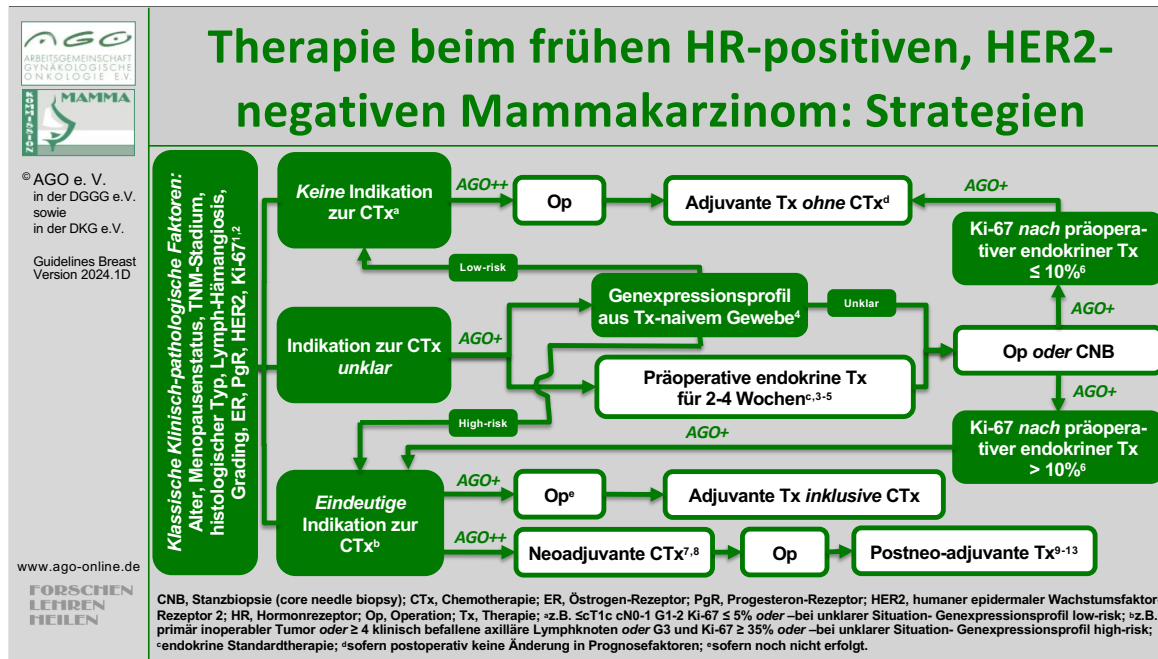 AGO
ARBEITSGEMEINSCHAFT
GYNÄKOLOGISCHE
ONKOLOGIE E.V.
KOMMISSION
MAMMA
© AGO e. V.
in der DGGG e.V.
sowie
in der DKG e.V.
Guidelines Breast
Version 2024.1D
www.ago-online.de
FORSCHEN
LEHREN
HEILEN
Therapie beim frühen HR-positiven, HER2-
negativen Mammakarzinom: Strategien
Klassische Klinisch-pathologische Faktoren:
Alter, Menopausenstatus, TNM-Stadium,
histologischer Typ, Lymph-Hämangiosis,
Grading, ER, PgR, HER2, Ki-67¹,²
Keine Indikation
zur CTxᵃ
AGO++
Op
Adjuvante Tx ohne CTxᵈ
AGO+
Ki-67 nach präopera-
tiver endokriner Tx
≤ 10%⁶
Low-risk
Genexpressionsprofil
aus Tx-naivem Gewebe⁴
Unklar
AGO+
Indikation zur CTx
unklar
AGO+
Op oder CNB
Präoperative endokrine Tx
für 2-4 Wochenᶜ,³⁻⁵
AGO+
High-risk
AGO+
Ki-67 nach präopera-
tiver endokriner Tx
> 10%⁶
Eindeutige
Indikation zur
CTxᵇ
AGO+
Opᵉ
Adjuvante Tx inklusive CTx
AGO++
Neoadjuvante CTx⁷,⁸
Op
Postneo-adjuvante Tx⁹⁻¹³
CNB, Stanzbiopsie (core needle biopsy); CTx, Chemotherapie; ER, Östrogen-Rezeptor; PgR, Progesteron-Rezeptor; HER2, humaner epidermaler Wachstumsfaktor
Rezeptor 2; HR, Hormonrezeptor; Op, Operation; Tx, Therapie; ᵃz.B. ≤cT1c cN0-1 G1-2 Ki-67 ≤ 5% oder –bei unklarer Situation- Genexpressionsprofil low-risk; ᵇz.B.
primär inoperabler Tumor oder ≥ 4 klinisch befallene axilläre Lymphknoten oder G3 und Ki-67 ≥ 35% oder –bei unklarer Situation- Genexpressionsprofil high-risk;
ᶜendokrine Standardtherapie; ᵈsofern postoperativ keine Änderung in Prognosefaktoren; ᵉsofern noch nicht erfolgt.